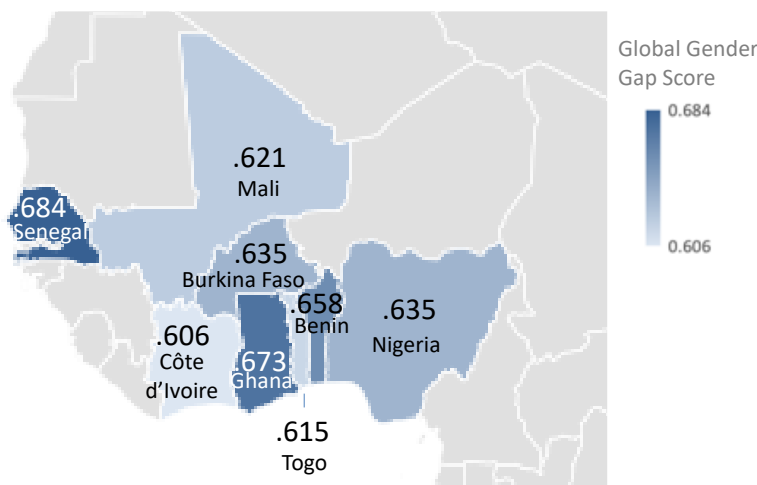 Global Gender
Gap Score
0.684
0.606
.621
Mali
.684
Senegal
.635
Burkina Faso
.658
Benin
.635
Nigeria
.606
Côte
d’Ivoire
.673
Ghana
.615
Togo